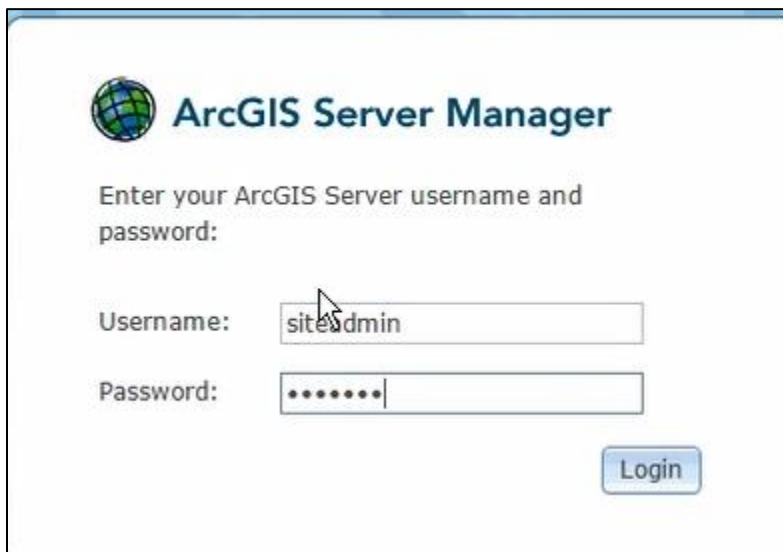 ArcGIS Server Manager
Enter your ArcGIS Server username and
password:
Username: siteadmin
Password: •••••••
Login